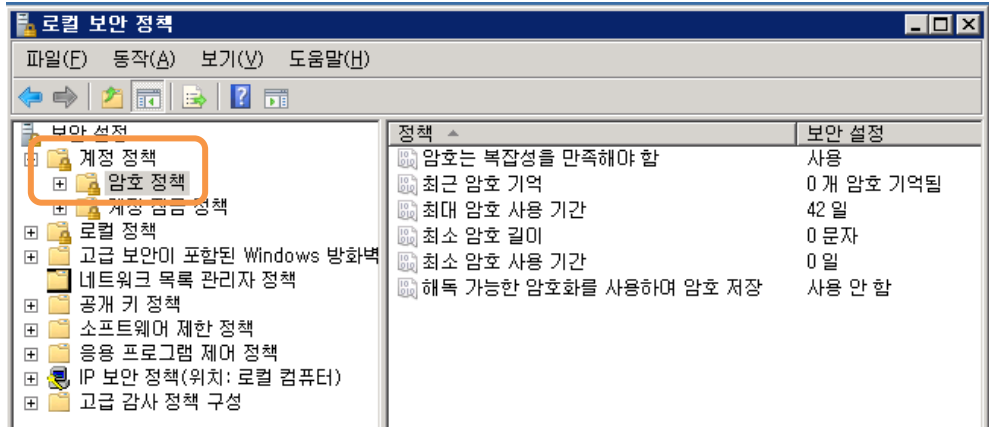 로컬 보안 정책
파일(F) 동작(A) 보기(V) 도움말(H)
보안 설정
계정 정책
암호 정책
계정 잠금 정책
로컬 정책
고급 보안이 포함된 Windows 방화벽
네트워크 목록 관리자 정책
공개 키 정책
소프트웨어 제한 정책
응용 프로그램 제어 정책
IP 보안 정책(위치: 로컬 컴퓨터)
고급 감사 정책 구성
정책 보안 설정
암호는 복잡성을 만족해야 함 사용
최근 암호 기억 0 개 암호 기억됨
최대 암호 사용 기간 42 일
최소 암호 길이 0 문자
최소 암호 사용 기간 0 일
해독 가능한 암호화를 사용하여 암호 저장 사용 안 함